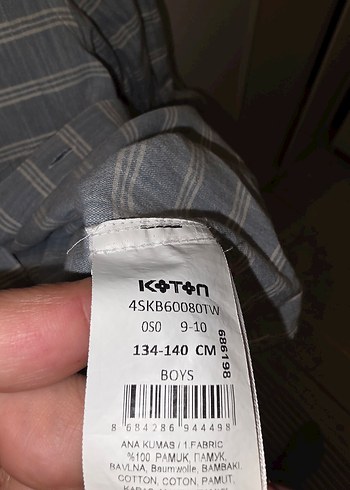 KOTON
4SKB60080TW
0S0 9-10
134-140 CM
686198
BOYS
8 684286 944498
ANA KUMAS / 1.FABRIC
%100 PAMUK, ПАМУК,
BAVLNA, Baumwolle, BAMBAKI,
COTTON, COTON, PAMUT,